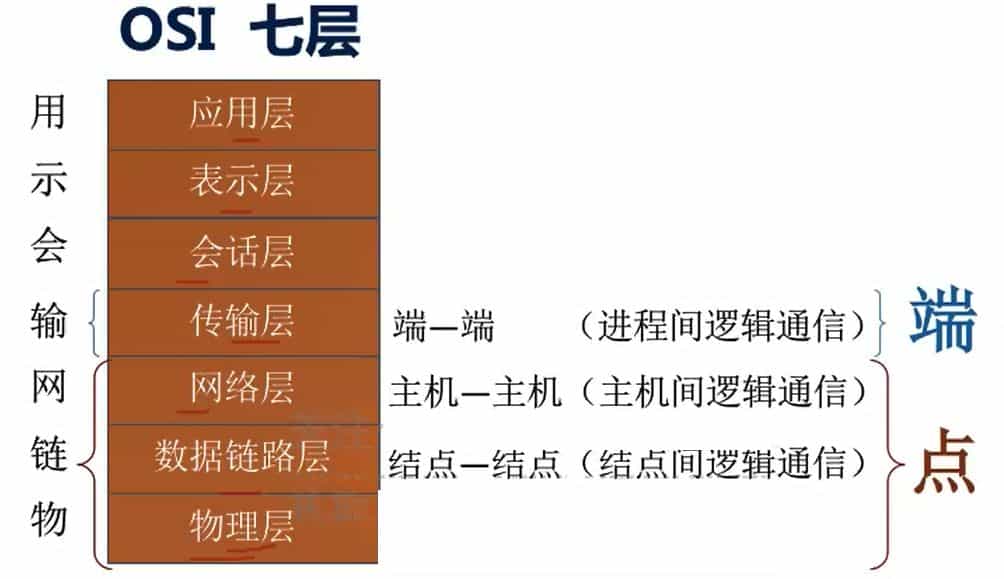 OSI 七层
用 应用层
示 表示层
会 会话层
输 传输层 端—端 （进程间逻辑通信） 端
网 网络层 主机—主机（主机间逻辑通信）
链 数据链路层 结点—结点（结点间逻辑通信） 点
物 物理层